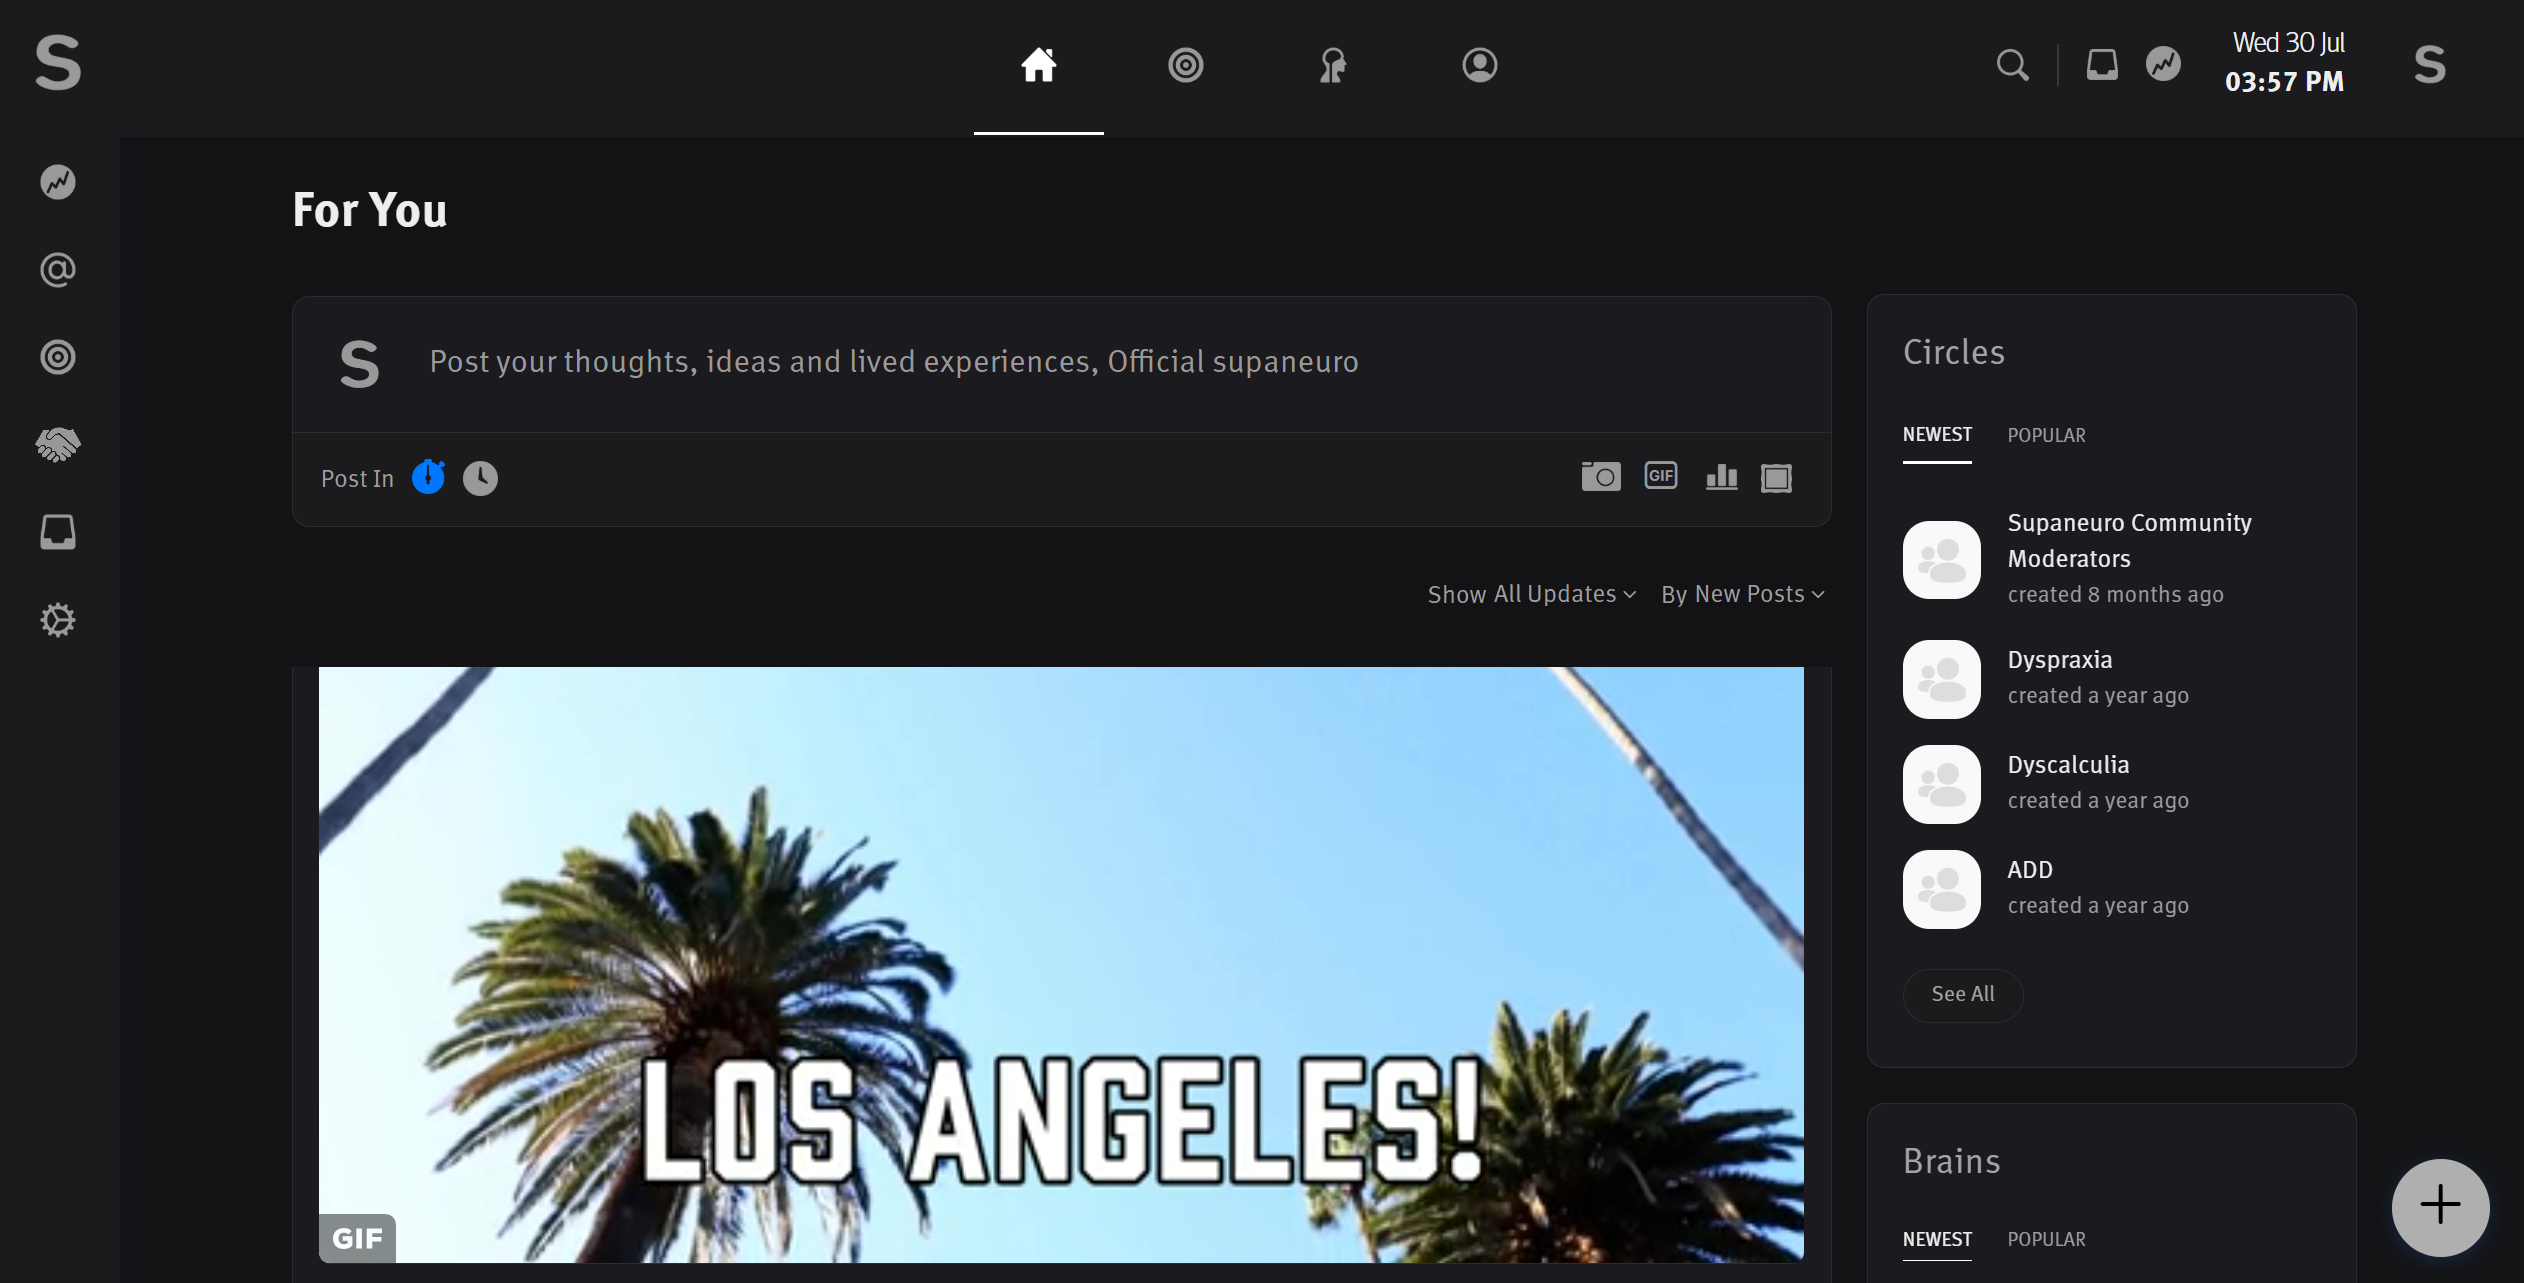 S
Wed 30 Jul
03:57 PM
S
For You
S
Post your thoughts, ideas and lived experiences, Official supaneuro
Post In
GIF
Show All Updates
By New Posts
LOS ANGELES!
GIF
Circles
NEWEST
POPULAR
Supaneuro Community
Moderators
created 8 months ago
Dyspraxia
created a year ago
Dyscalculia
created a year ago
ADD
created a year ago
See All
Brains
NEWEST
POPULAR